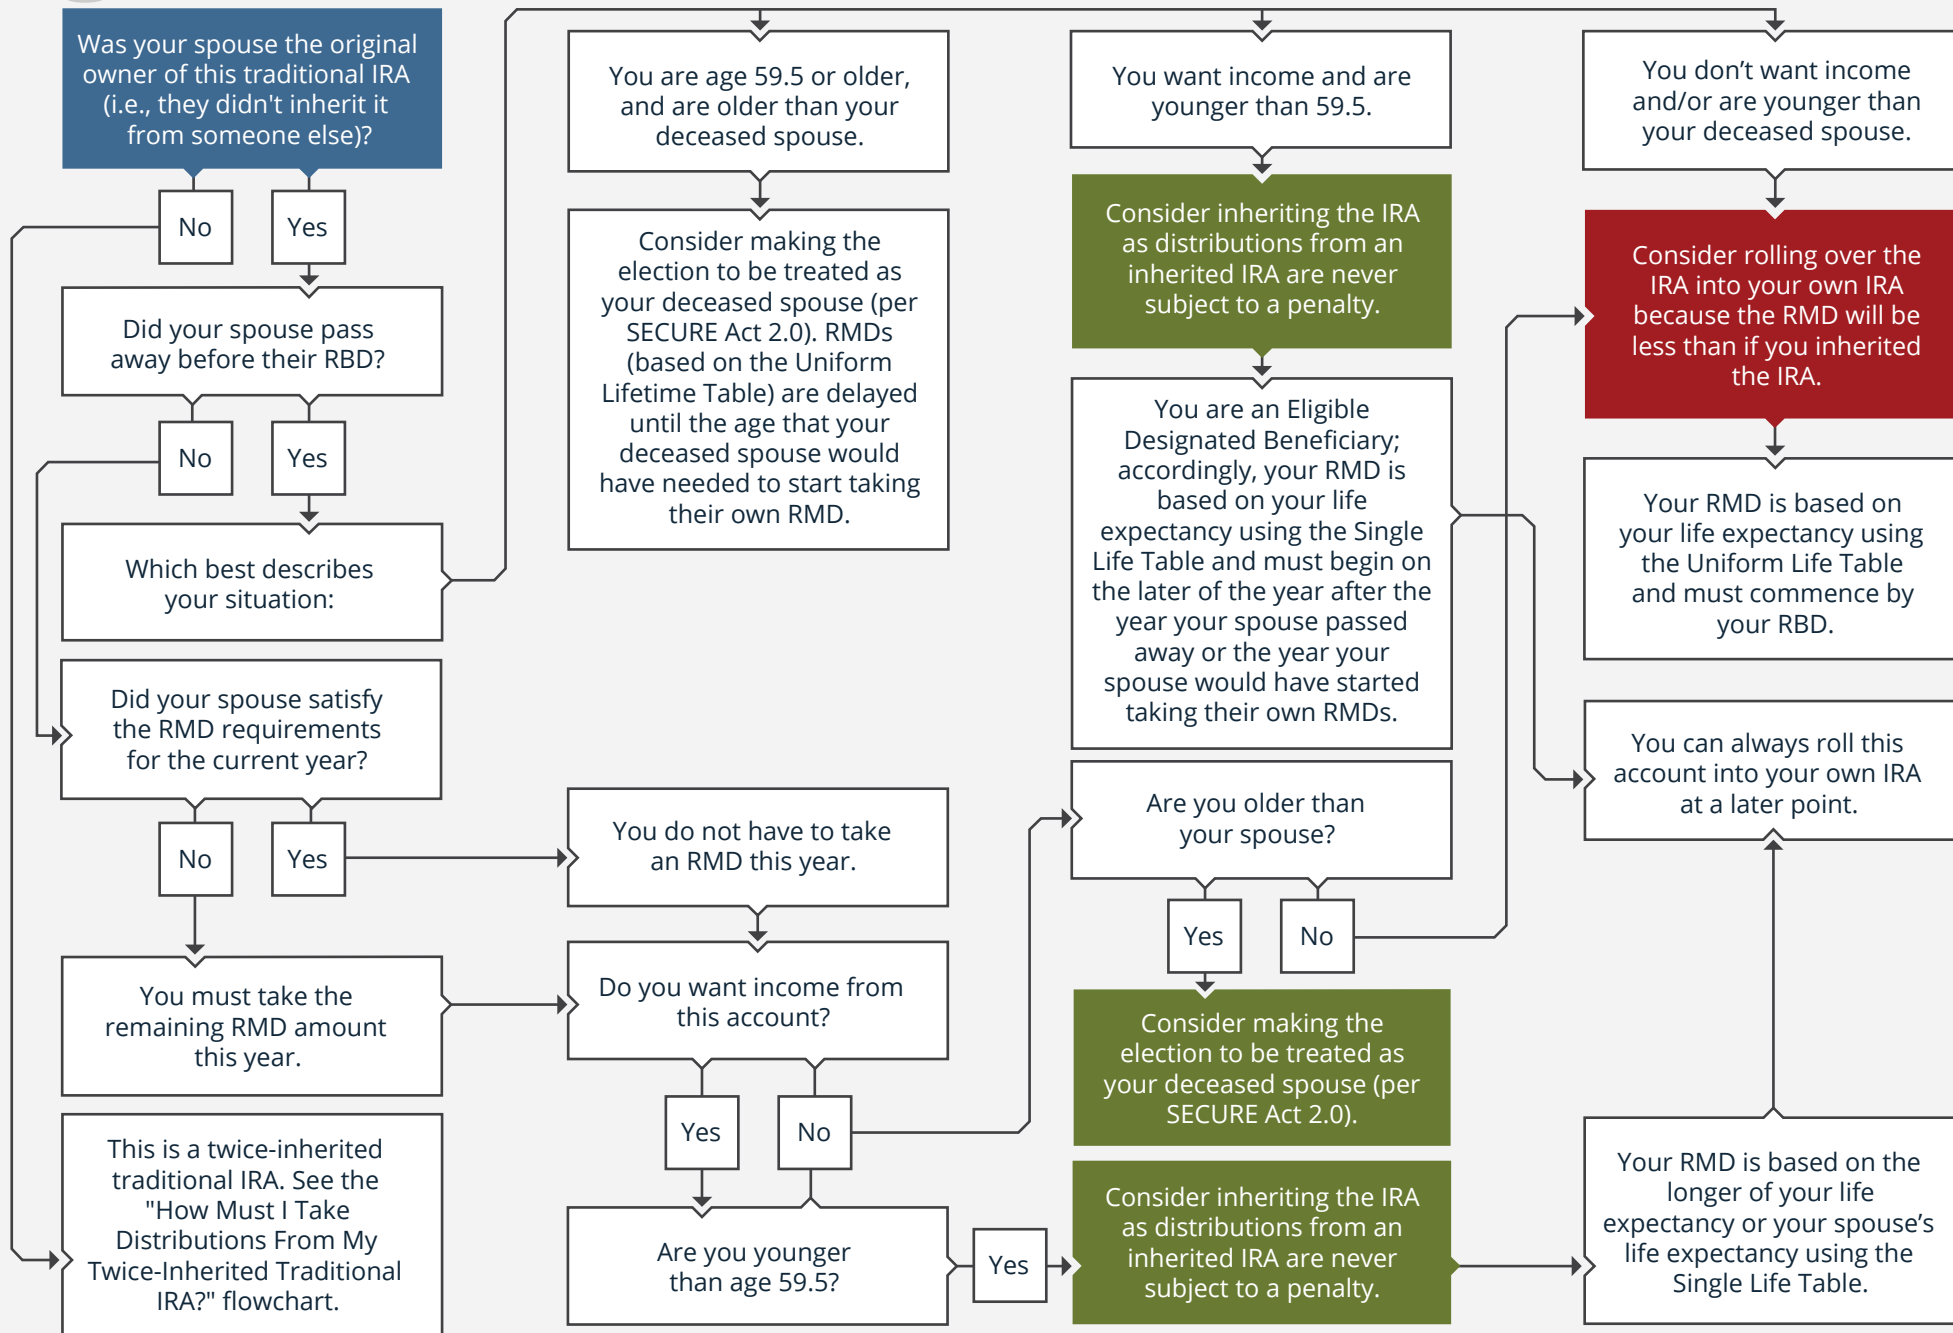 Was your spouse the original
owner of this traditional IRA
(i.e., they didn't inherit it
from someone else)?
No
Yes
Did your spouse pass
away before their RBD?
No
Yes
Which best describes
your situation:
You are age 59.5 or older,
and are older than your
deceased spouse.
Consider making the
election to be treated as
your deceased spouse (per
SECURE Act 2.0). RMDs
(based on the Uniform
Lifetime Table) are delayed
until the age that your
deceased spouse would
have needed to start taking
their own RMD.
You want income and are
younger than 59.5.
Consider inheriting the IRA
as distributions from an
inherited IRA are never
subject to a penalty.
You are an Eligible
Designated Beneficiary;
accordingly, your RMD is
based on your life
expectancy using the Single
Life Table and must begin on
the later of the year after the
year your spouse passed
away or the year your
spouse would have started
taking their own RMDs.
You don’t want income
and/or are younger than
your deceased spouse.
Consider rolling over the
IRA into your own IRA
because the RMD will be
less than if you inherited
the IRA.
Your RMD is based on
your life expectancy using
the Uniform Life Table
and must commence by
your RBD.
You can always roll this
account into your own IRA
at a later point.
Did your spouse satisfy
the RMD requirements
for the current year?
No
Yes
You do not have to take
an RMD this year.
You must take the
remaining RMD amount
this year.
Do you want income from
this account?
Yes
No
Are you older than
your spouse?
Yes
No
Consider making the
election to be treated as
your deceased spouse (per
SECURE Act 2.0).
This is a twice-inherited
traditional IRA. See the
"How Must I Take
Distributions From My
Twice-Inherited Traditional
IRA?" flowchart.
Are you younger
than age 59.5?
Yes
Consider inheriting the IRA
as distributions from an
inherited IRA are never
subject to a penalty.
Your RMD is based on the
longer of your life
expectancy or your spouse’s
life expectancy using the
Single Life Table.